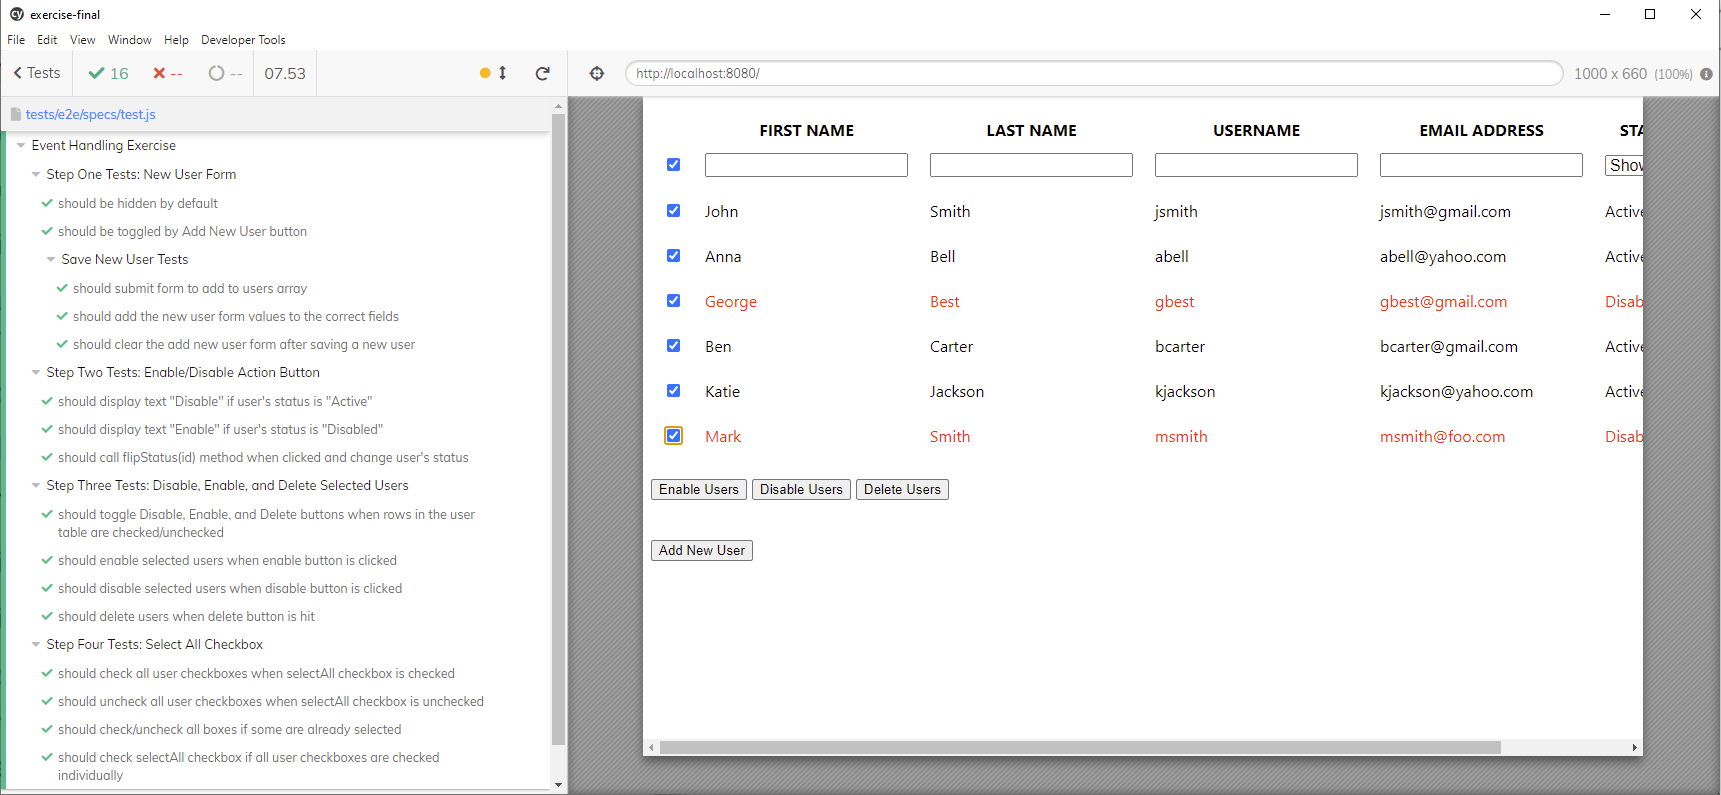 cy exercise-final
File Edit View Window Help Developer Tools
Tests 16 -- -- 07.53
http://localhost:8080/ 1000 x 660 (100%)
tests/e2e/specs/test.js
Event Handling Exercise
Step One Tests: New User Form
should be hidden by default
should be toggled by Add New User button
Save New User Tests
should submit form to add to users array
should add the new user form values to the correct fields
should clear the add new user form after saving a new user
Step Two Tests: Enable/Disable Action Button
should display text "Disable" if user's status is "Active"
should display text "Enable" if user's status is "Disabled"
should call flipStatus(id) method when clicked and change user's status
Step Three Tests: Disable, Enable, and Delete Selected Users
should toggle Disable, Enable, and Delete buttons when rows in the user
table are checked/unchecked
should enable selected users when enable button is clicked
should disable selected users when disable button is clicked
should delete users when delete button is hit
Step Four Tests: Select All Checkbox
should check all user checkboxes when selectAll checkbox is checked
should uncheck all user checkboxes when selectAll checkbox is unchecked
should check/uncheck all boxes if some are already selected
should check selectAll checkbox if all user checkboxes are checked
individually
FIRST NAME LAST NAME USERNAME EMAIL ADDRESS STA
Show
John Smith jsmith jsmith@gmail.com Active
Anna Bell abell abell@yahoo.com Active
George Best gbest gbest@gmail.com Disab
Ben Carter bcarter bcarter@gmail.com Active
Katie Jackson kjackson kjackson@yahoo.com Active
Mark Smith msmith msmith@foo.com Disab
Enable Users Disable Users Delete Users
Add New User